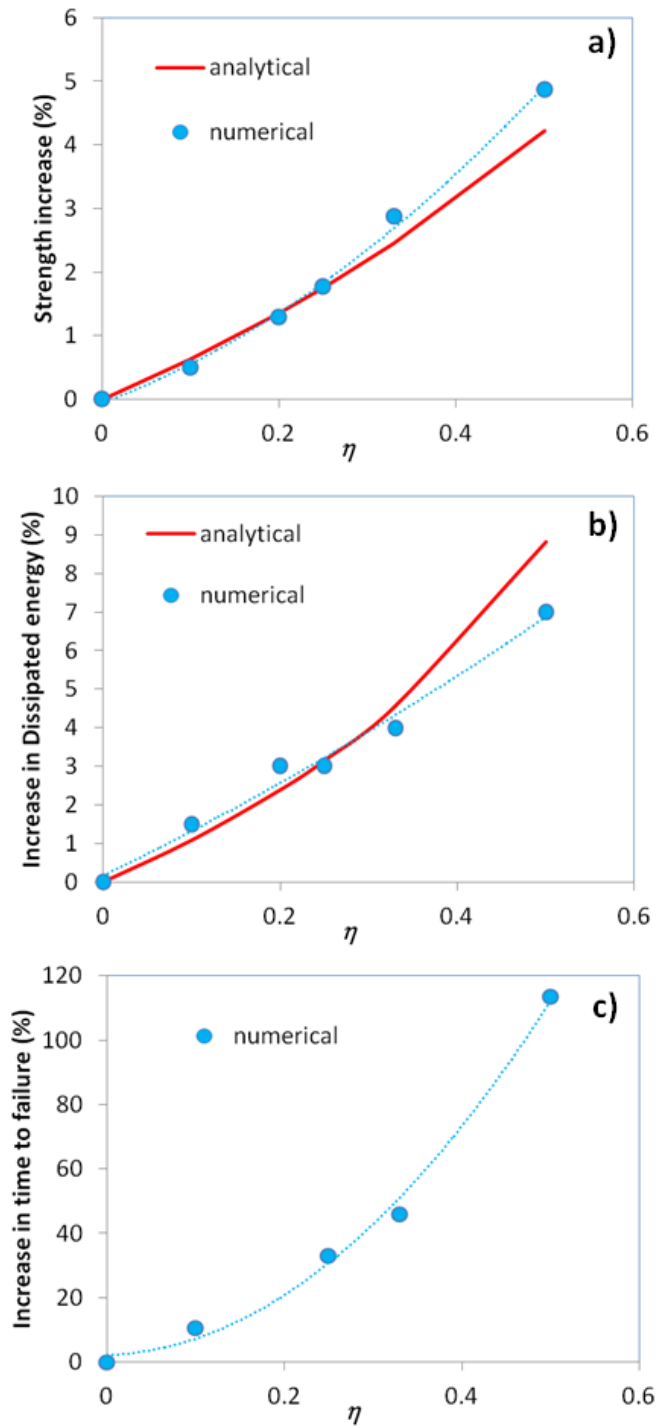 a)
6
5
4
3
2
1
0
Strength increase (%)
analytical
numerical
0 0.2 0.4 0.6
η
b)
10
9
8
7
6
5
4
3
2
1
0
Increase in Dissipated energy (%)
analytical
numerical
0 0.2 0.4 0.6
η
c)
120
100
80
60
40
20
0
Increase in time to failure (%)
numerical
0 0.2 0.4 0.6
η